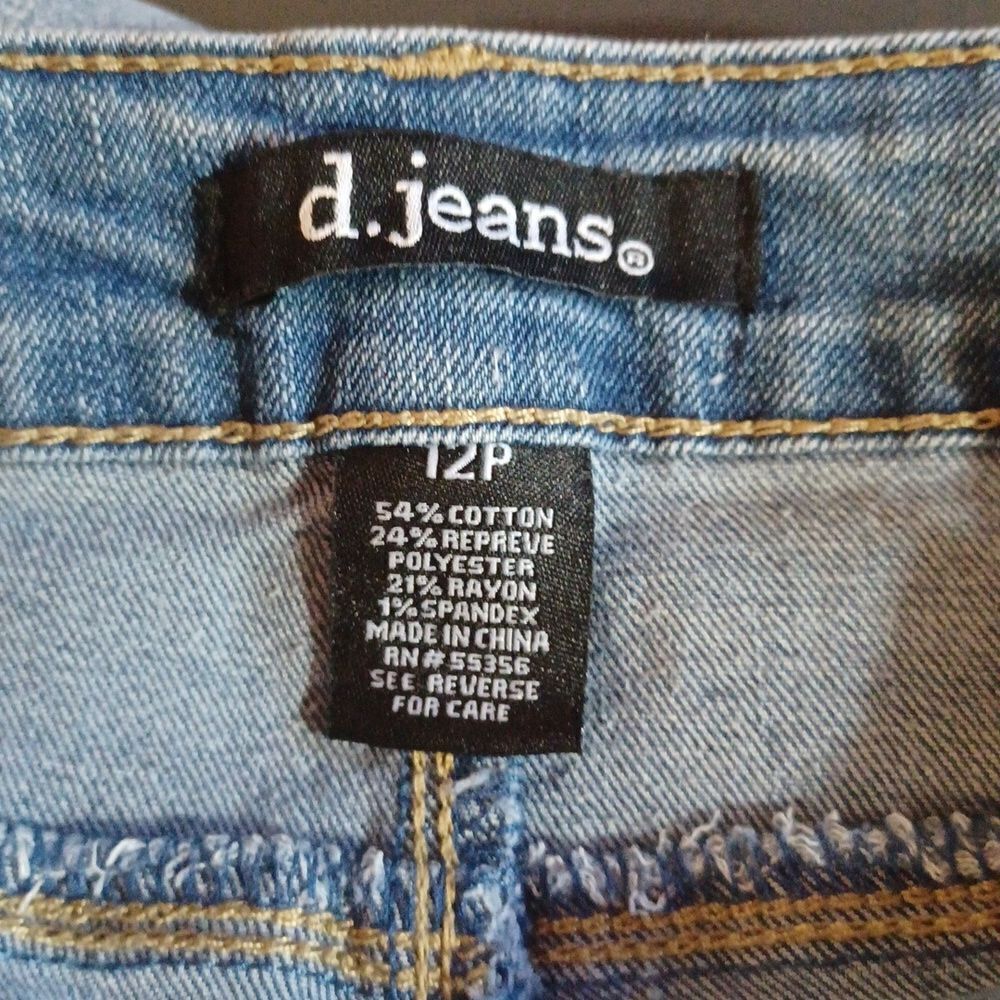 d.jeans®
12P
54% COTTON
24% REPREVE
POLYESTER
21% RAYON
1% SPANDEX
MADE IN CHINA
RN # 55356
SEE REVERSE
FOR CARE